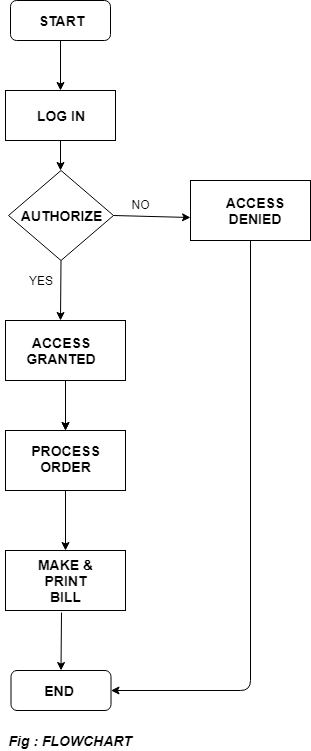 START
LOG IN
AUTHORIZE
NO
ACCESS
DENIED
YES
ACCESS
GRANTED
PROCESS
ORDER
MAKE &
PRINT
BILL
END
Fig : FLOWCHART